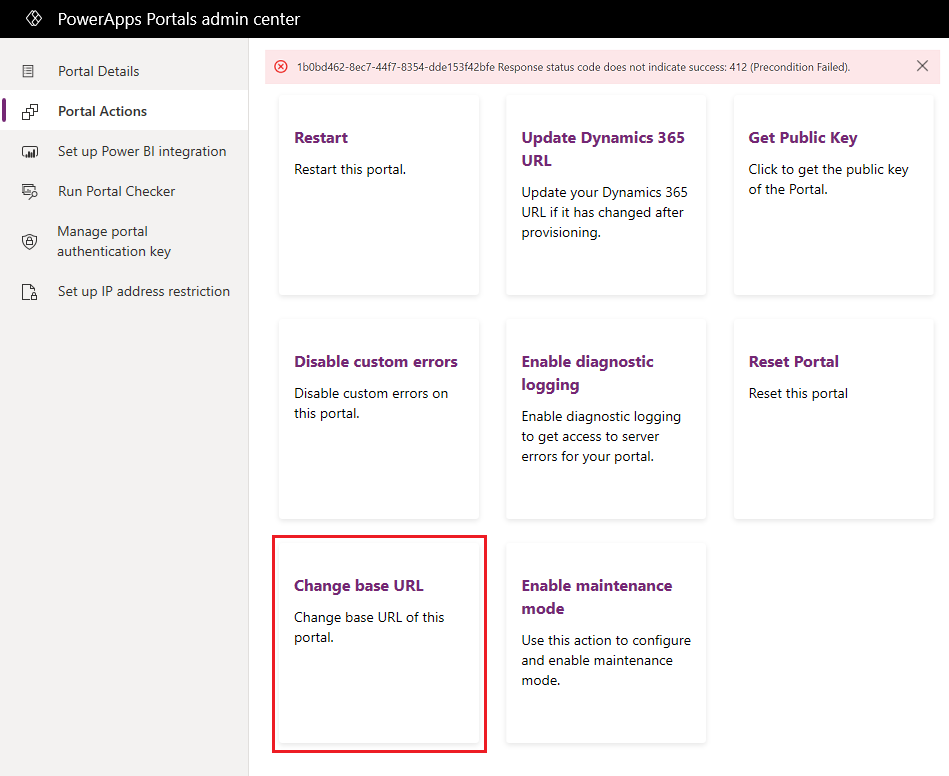 PowerApps Portals admin center
Portal Details
Portal Actions
Set up Power BI integration
Run Portal Checker
Manage portal
authentication key
Set up IP address restriction
1b0bd462-8ec7-44f7-8354-dde153f42bfe Response status code does not indicate success: 412 (Precondition Failed).
Restart
Restart this portal.
Update Dynamics 365
URL
Update your Dynamics 365
URL if it has changed after
provisioning.
Get Public Key
Click to get the public key
of the Portal.
Disable custom errors
Disable custom errors on
this portal.
Enable diagnostic
logging
Enable diagnostic logging
to get access to server
errors for your portal.
Reset Portal
Reset this portal
Change base URL
Change base URL of this
portal.
Enable maintenance
mode
Use this action to configure
and enable maintenance
mode.